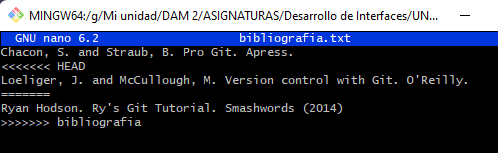 MINGW64:/g/Mi unidad/DAM 2/ASIGNATURAS/Desarrollo de Interfaces/UN...
GNU nano 6.2 bibliografia.txt
Chacon, S. and Straub, B. Pro Git. Apress.
<<<<<<< HEAD
Loeliger, J. and McCullough, M. Version control with Git. O'Reilly.
=======
Ryan Hodson. Ry's Git Tutorial. Smashwords (2014)
>>>>>>> bibliografia